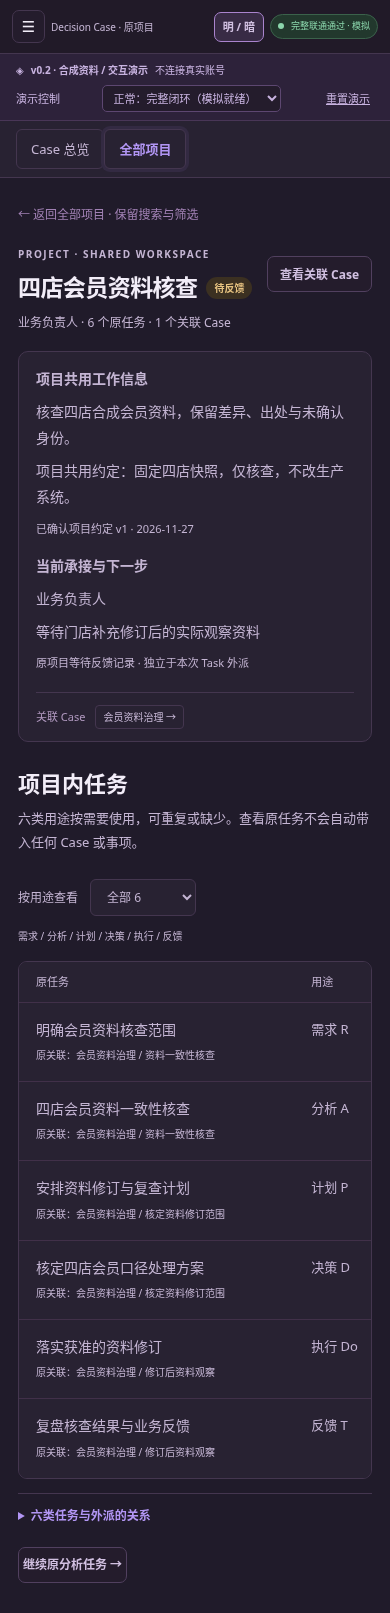 ☰ Decision Case · 原项目 明 / 暗 完整联通通过 · 模拟
◈ v0.2 · 合成资料 / 交互演示 不连接真实账号
演示控制 正常：完整闭环（模拟就绪） 重置演示
Case 总览 全部项目
← 返回全部项目 · 保留搜索与筛选
PROJECT · SHARED WORKSPACE
四店会员资料核查 待反馈 查看关联 Case
业务负责人 · 6 个原任务 · 1 个关联 Case
项目共用工作信息
核查四店合成会员资料，保留差异、出处与未确认
身份。
项目共用约定：固定四店快照，仅核查，不改生产
系统。
已确认项目约定 v1 · 2026-11-27
当前承接与下一步
业务负责人
等待门店补充修订后的实际观察资料
原项目等待反馈记录 · 独立于本次 Task 外派
关联 Case 会员资料治理 →
项目内任务
六类用途按需要使用，可重复或缺少。查看原任务不会自动带
入任何 Case 或事项。
按用途查看 全部 6
需求 / 分析 / 计划 / 决策 / 执行 / 反馈
原任务 用途
明确会员资料核查范围 需求 R
原关联：会员资料治理 / 资料一致性核查
四店会员资料一致性核查 分析 A
原关联：会员资料治理 / 资料一致性核查
安排资料修订与复查计划 计划 P
原关联：会员资料治理 / 核定资料修订范围
核定四店会员口径处理方案 决策 D
原关联：会员资料治理 / 核定资料修订范围
落实获准的资料修订 执行 Do
原关联：会员资料治理 / 修订后资料观察
复盘核查结果与业务反馈 反馈 T
原关联：会员资料治理 / 修订后资料观察
▶ 六类任务与外派的关系
继续原分析任务 →